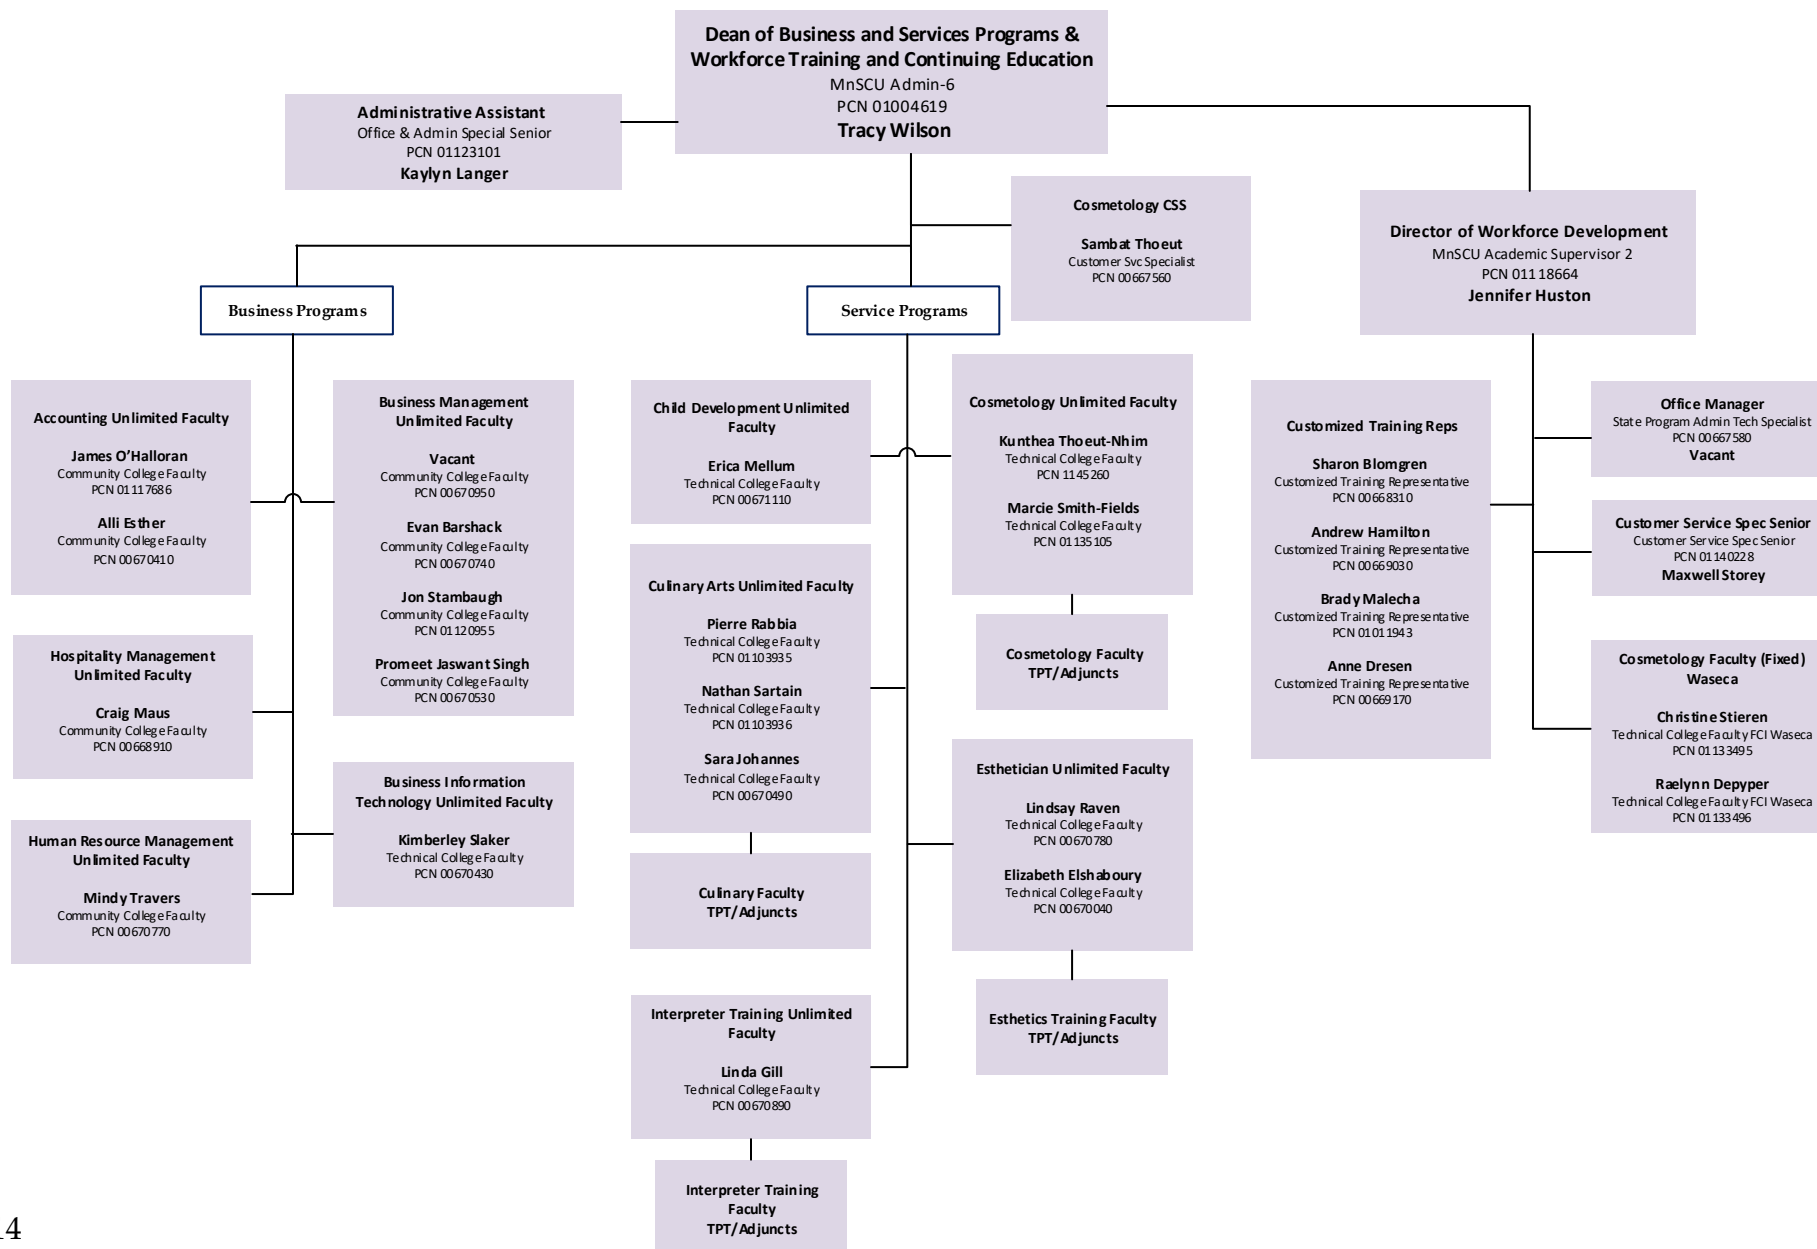 Dean of Business and Services Programs &
Workforce Training and Continuing Education
MnSCU Admin-6
PCN 01004619
Tracy Wilson
Administrative Assistant
Office & Admin Special Senior
PCN 01123101
Kaylyn Langer
Cosmetology CSS
Sambat Thoeut
Customer Svc Specialist
PCN 00667560
Director of Workforce Development
MnSCU Academic Supervisor 2
PCN 01118664
Jennifer Huston
Business Programs
Service Programs
Accounting Unlimited Faculty
James O’Halloran
Community College Faculty
PCN 01117686
Alli Esther
Community College Faculty
PCN 00670410
Business Management
Unlimited Faculty
Vacant
Community College Faculty
PCN 00670950
Evan Barshack
Community College Faculty
PCN 00670740
Jon Stambaugh
Community College Faculty
PCN 01120955
Promeet Jaswant Singh
Community College Faculty
PCN 00670530
Hospitality Management
Unlimited Faculty
Craig Maus
Community College Faculty
PCN 00668910
Business Information
Technology Unlimited Faculty
Kimberley Slaker
Technical College Faculty
PCN 00670430
Human Resource Management
Unlimited Faculty
Mindy Travers
Community College Faculty
PCN 00670770
Child Development Unlimited
Faculty
Erica Mellum
Technical College Faculty
PCN 00671110
Cosmetology Unlimited Faculty
Kunthea Thoeut-Nhim
Technical College Faculty
PCN 1145260
Marcie Smith-Fields
Technical College Faculty
PCN 01135105
Cosmetology Faculty
TPT/Adjuncts
Culinary Arts Unlimited Faculty
Pierre Rabbia
Technical College Faculty
PCN 01103935
Nathan Sartain
Technical College Faculty
PCN 01103936
Sara Johannes
Technical College Faculty
PCN 00670490
Culinary Faculty
TPT/Adjuncts
Esthetician Unlimited Faculty
Lindsay Raven
Technical College Faculty
PCN 00670780
Elizabeth Elshaboury
Technical College Faculty
PCN 00670040
Esthetics Training Faculty
TPT/Adjuncts
Interpreter Training Unlimited
Faculty
Linda Gill
Technical College Faculty
PCN 00670890
Interpreter Training
Faculty
TPT/Adjuncts
Customized Training Reps
Sharon Blomgren
Customized Training Representative
PCN 00668310
Andrew Hamilton
Customized Training Representative
PCN 00669030
Brady Malecha
Customized Training Representative
PCN 01011943
Anne Dresen
Customized Training Representative
PCN 00669170
Office Manager
State Program Admin Tech Specialist
PCN 00667580
Vacant
Customer Service Spec Senior
Customer Service Spec Senior
PCN 01140228
Maxwell Storey
Cosmetology Faculty (Fixed)
Waseca
Christine Stieren
Technical College Faculty FCI Waseca
PCN 01133495
Raelynn Depyper
Technical College Faculty FCI Waseca
PCN 01133496